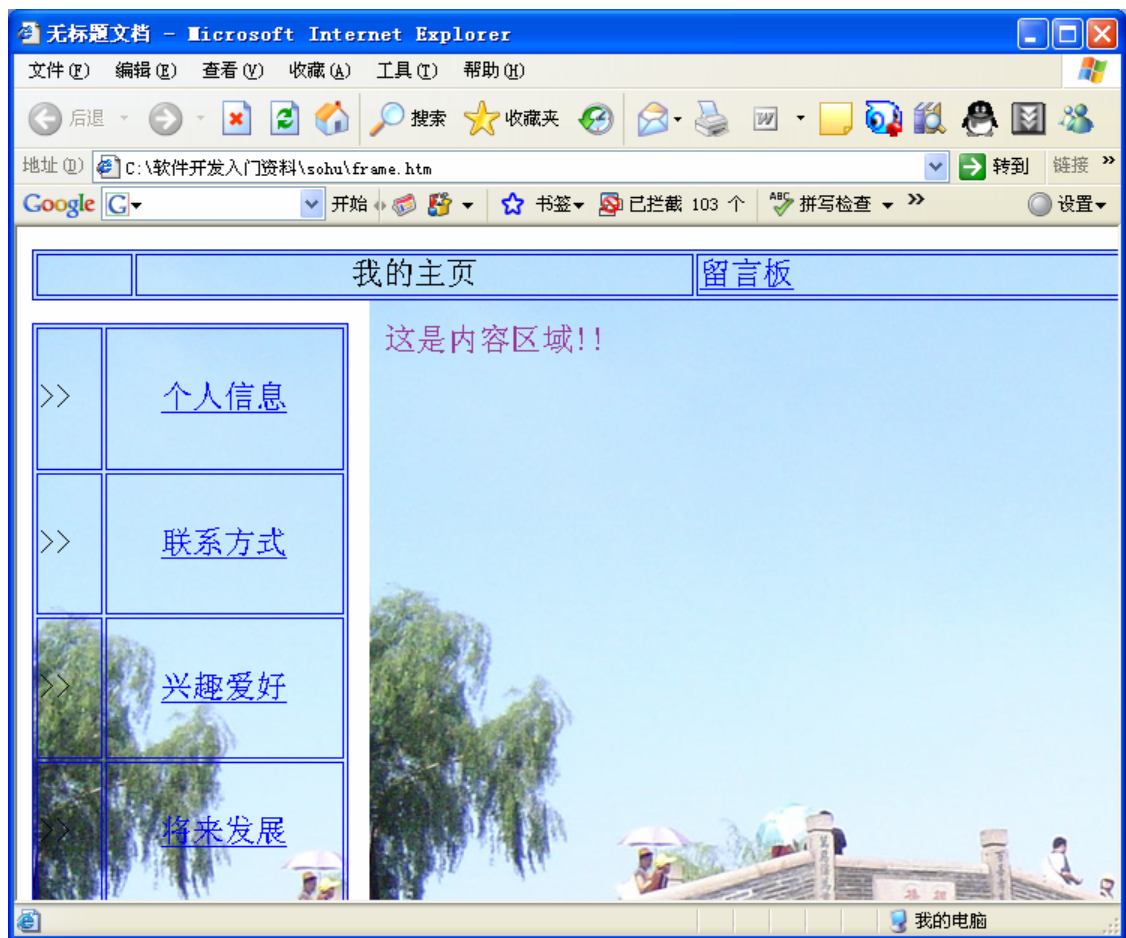 无标题文档 - Microsoft Internet Explorer
文件(F) 编辑(E) 查看(V) 收藏(A) 工具(T) 帮助(H)
后退 搜索 收藏夹 W
地址(D) C:\软件开发入门资料\sohu\frame.htm 转到 链接 »
Google G 开始 书签 已拦截 103 个 ABC 拼写检查 » 设置
我的主页 留言板
这是内容区域!!
>> 个人信息
>> 联系方式
>> 兴趣爱好
>> 将来发展
我的电脑